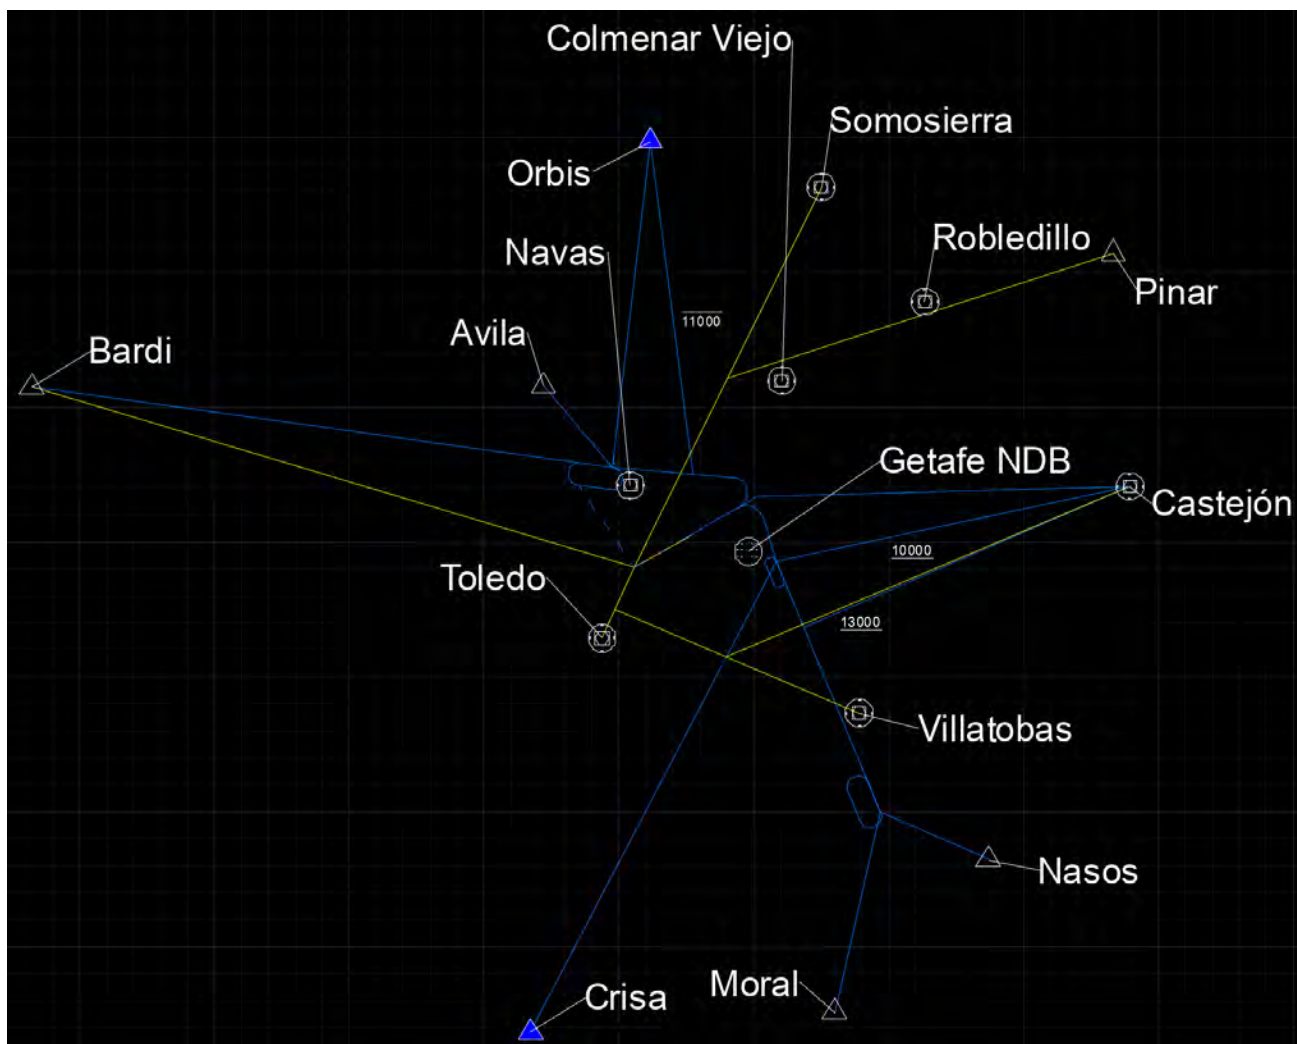 Colmenar Viejo
Somosierra
Orbis
Robledillo
Navas
Pinar
11000
Avila
Bardi
Getafe NDB
Castejón
10000
Toledo
13000
Villatobas
Nasos
Moral
Crisa